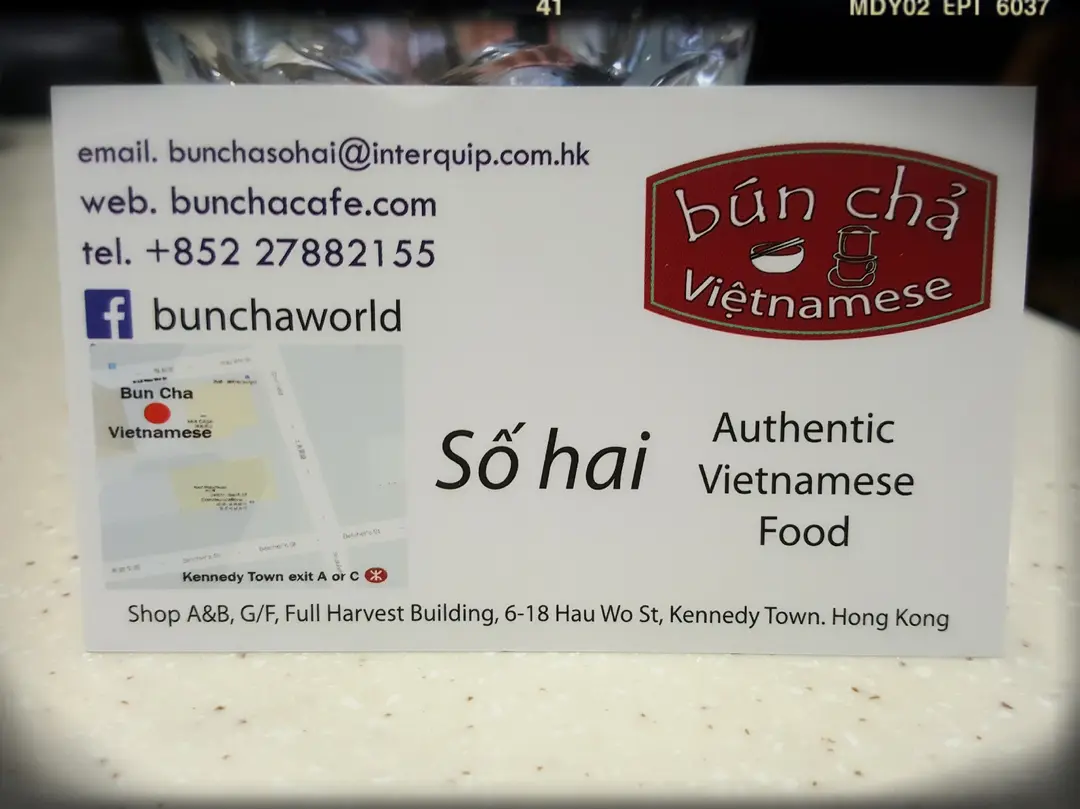 41
MDY02 EPI 6037
email. bunchasohai@interquip.com.hk
web. bunchacafe.com
tel. +852 27882155
f bunchaworld
bún chả
Việtnamese
Bun Cha
Vietnamese
Kennedy Town exit A or C
Số hai
Authentic
Vietnamese
Food
Shop A&B, G/F, Full Harvest Building, 6-18 Hau Wo St, Kennedy Town. Hong Kong